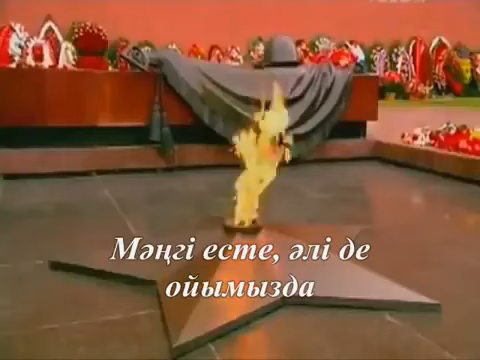 Мәңгі есте, әлі де
ойымызда